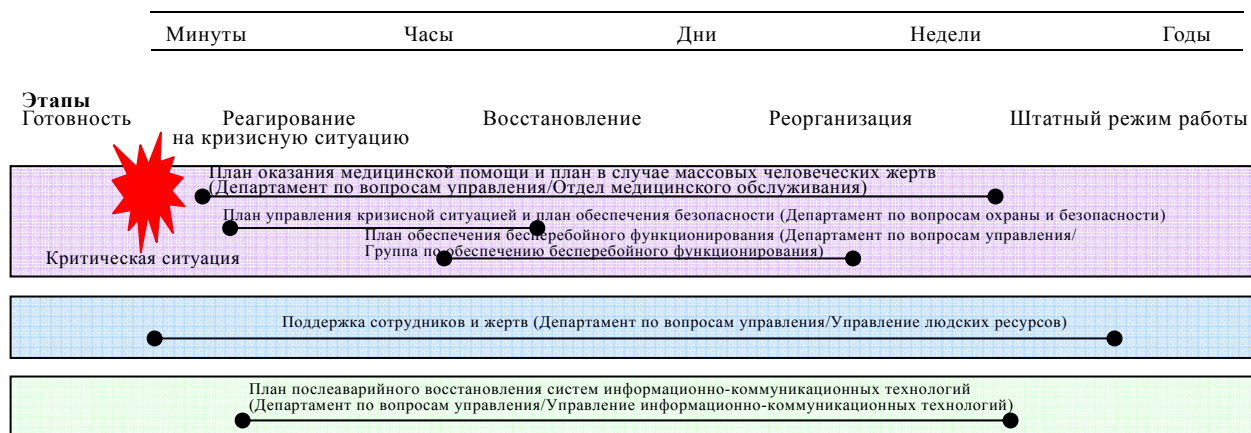 Минуты Часы Дни Недели Годы
Этапы
Готовность Реагирование Восстановление Реорганизация Штатный режим работы
на кризисную ситуацию
План оказания медицинской помощи и план в случае массовых человеческих жертв
(Департамент по вопросам управления/Отдел медицинского обслуживания)
План управления кризисной ситуацией и план обеспечения безопасности (Департамент по вопросам охраны и безопасности)
План обеспечения бесперебойного функционирования (Департамент по вопросам управления/
Группа по обеспечению бесперебойного функционирования)
Критическая ситуация
Поддержка сотрудников и жертв (Департамент по вопросам управления/Управление людских ресурсов)
План послеаварийного восстановления систем информационно-коммуникационных технологий
(Департамент по вопросам управления/Управление информационно-коммуникационных технологий)